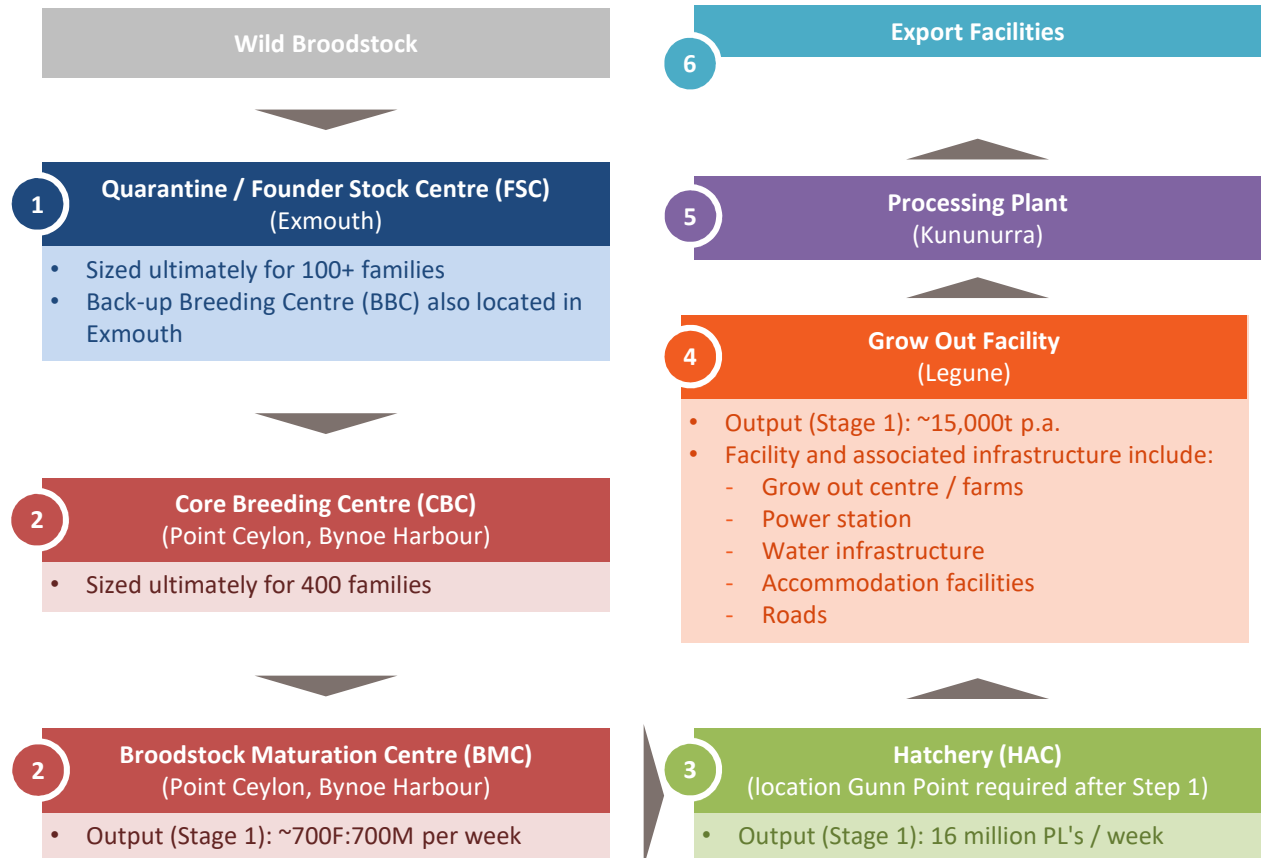 Wild Broodstock
1
Quarantine / Founder Stock Centre (FSC)
(Exmouth)
• Sized ultimately for 100+ families
• Back-up Breeding Centre (BBC) also located in
Exmouth
2
Core Breeding Centre (CBC)
(Point Ceylon, Bynoe Harbour)
• Sized ultimately for 400 families
2
Broodstock Maturation Centre (BMC)
(Point Ceylon, Bynoe Harbour)
• Output (Stage 1): ~700F:700M per week
3
Hatchery (HAC)
(location Gunn Point required after Step 1)
• Output (Stage 1): 16 million PL's / week
4
Grow Out Facility
(Legune)
• Output (Stage 1): ~15,000t p.a.
• Facility and associated infrastructure include:
- Grow out centre / farms
- Power station
- Water infrastructure
- Accommodation facilities
- Roads
5
Processing Plant
(Kununurra)
6
Export Facilities